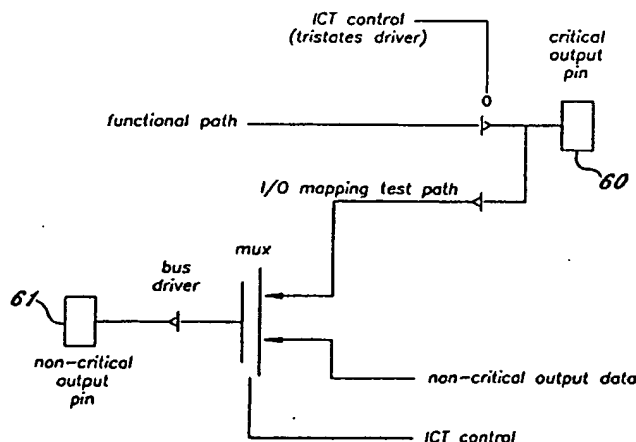 ICT control
(tristates driver)
critical
output
pin
functional path
60
I/O mapping test path
mux
bus
driver
61
non-critical
output
pin
non-critical output data
ICT control